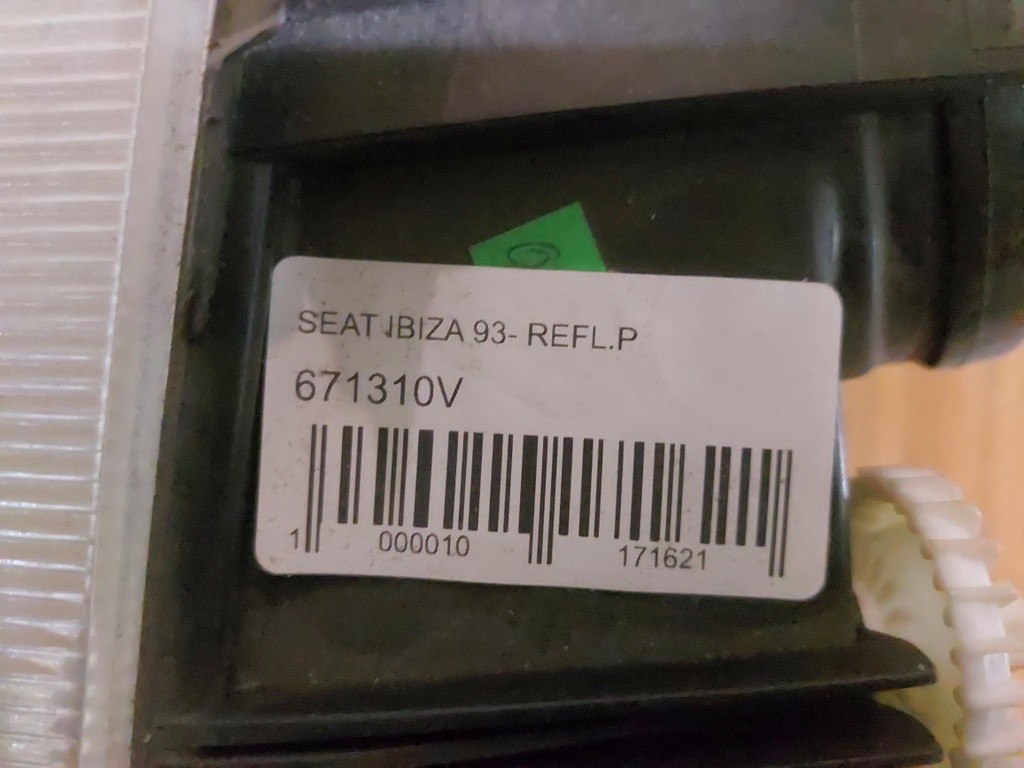 SEAT IBIZA 93- REFL.P
671310V
1 000010 171621